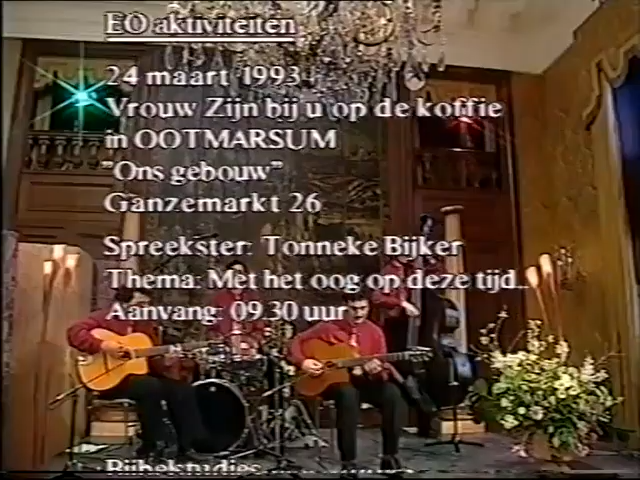 EO aktiviteiten
24 maart 1993
Vrouw Zijn bij u op de koffie
in OOTMARSUM
"Ons gebouw"
Ganzemarkt 26
Spreekster: Tonneke Bijker
Thema: Met het oog op deze tijd..
Aanvang: 09.30 uur
Bijbelstudies